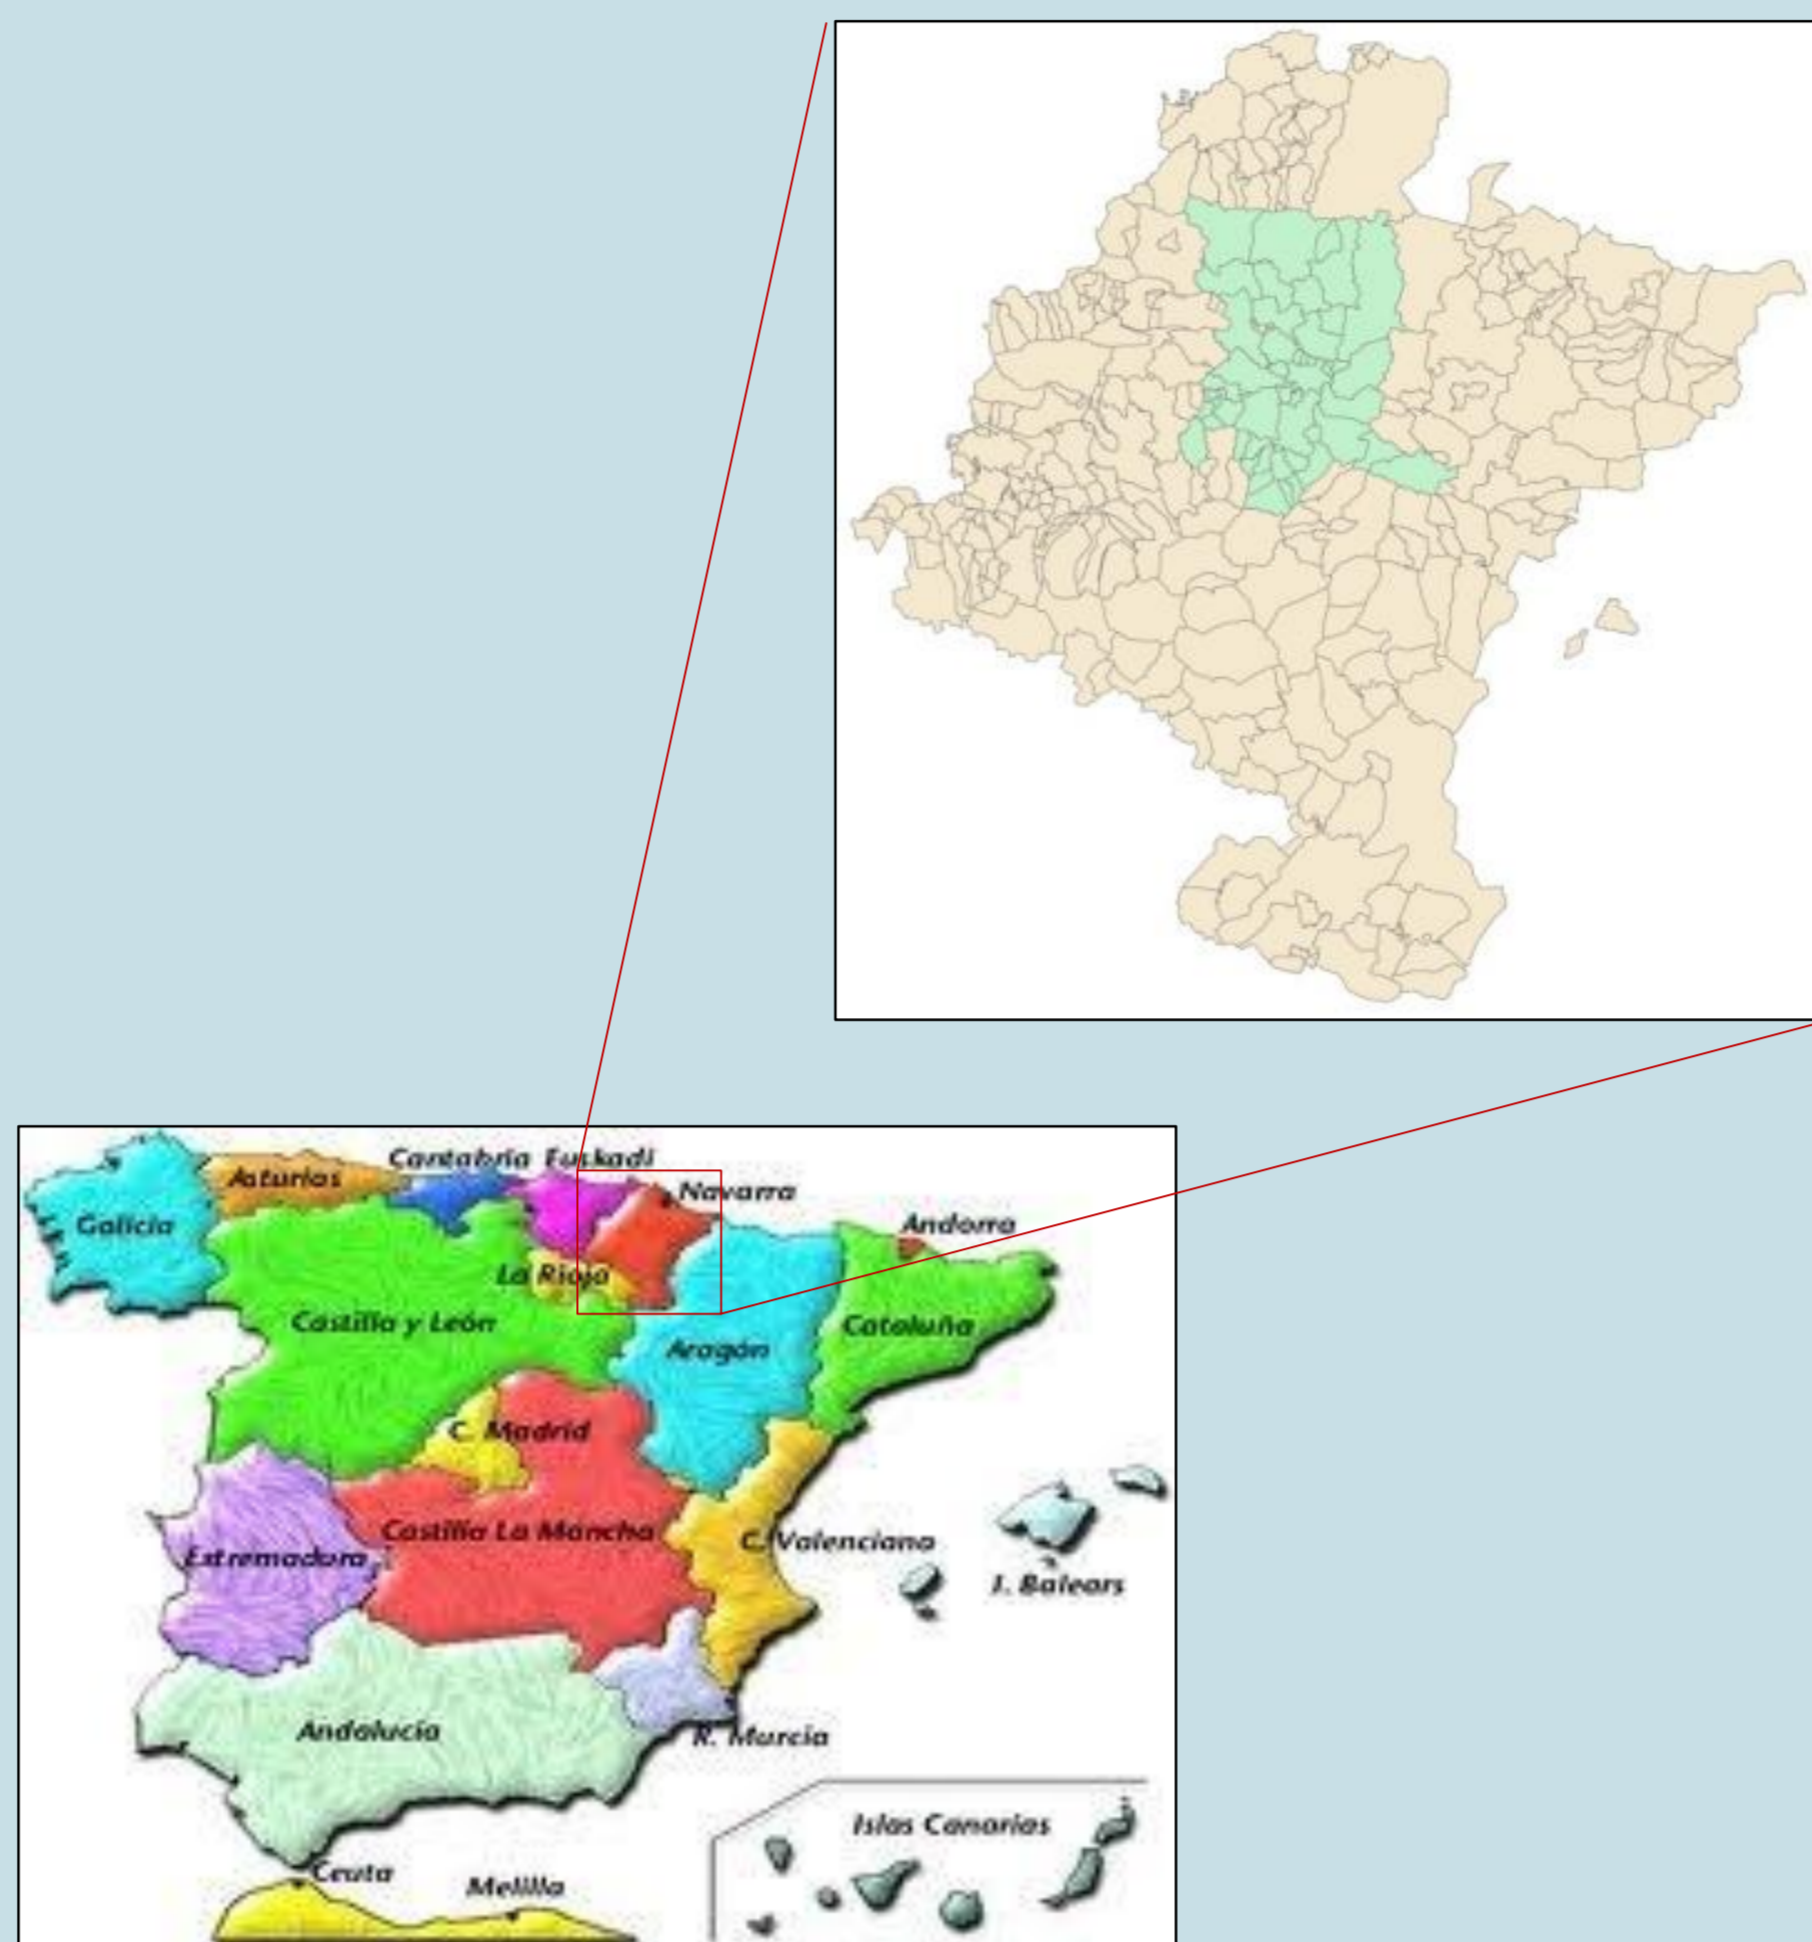 Cantabria Euskadi
Asturias
Navarra
Galicia
Andorra
La Rioja
Castilla y León
Cataluña
Aragón
C. Madrid
Castilla La Mancha
C. Valenciana
Estremadura
I. Balears
Andalucía
R. Murcia
Islas Canarias
Ceuta
Melilla